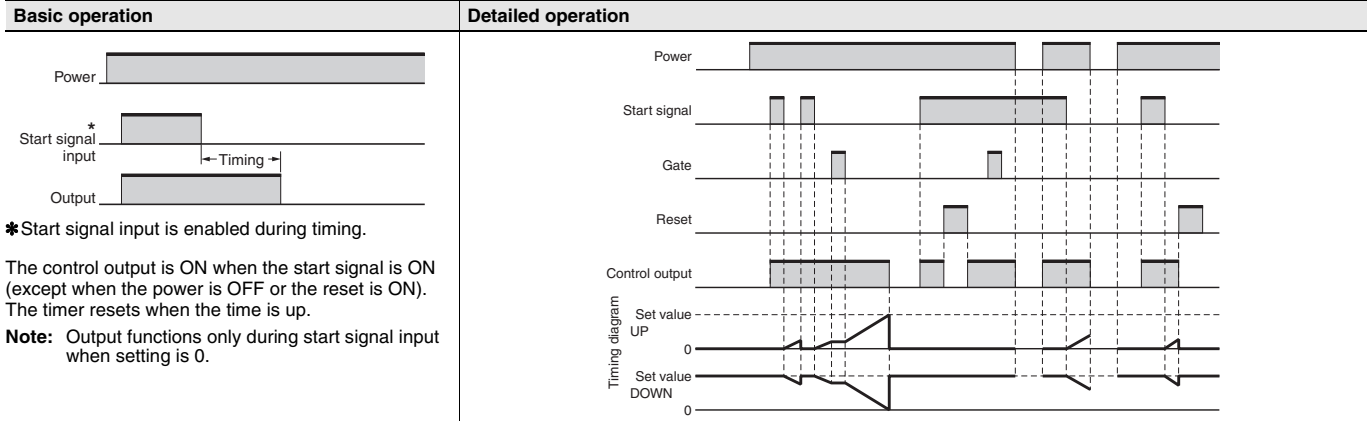 Basic operation
Power
*
Start signal
input
Timing
Output
✱Start signal input is enabled during timing.
The control output is ON when the start signal is ON
(except when the power is OFF or the reset is ON).
The timer resets when the time is up.
Note: Output functions only during start signal input
when setting is 0.
Detailed operation
Power
Start signal
Gate
Reset
Control output
Timing diagram
Set value
UP
0
Set value
DOWN
0